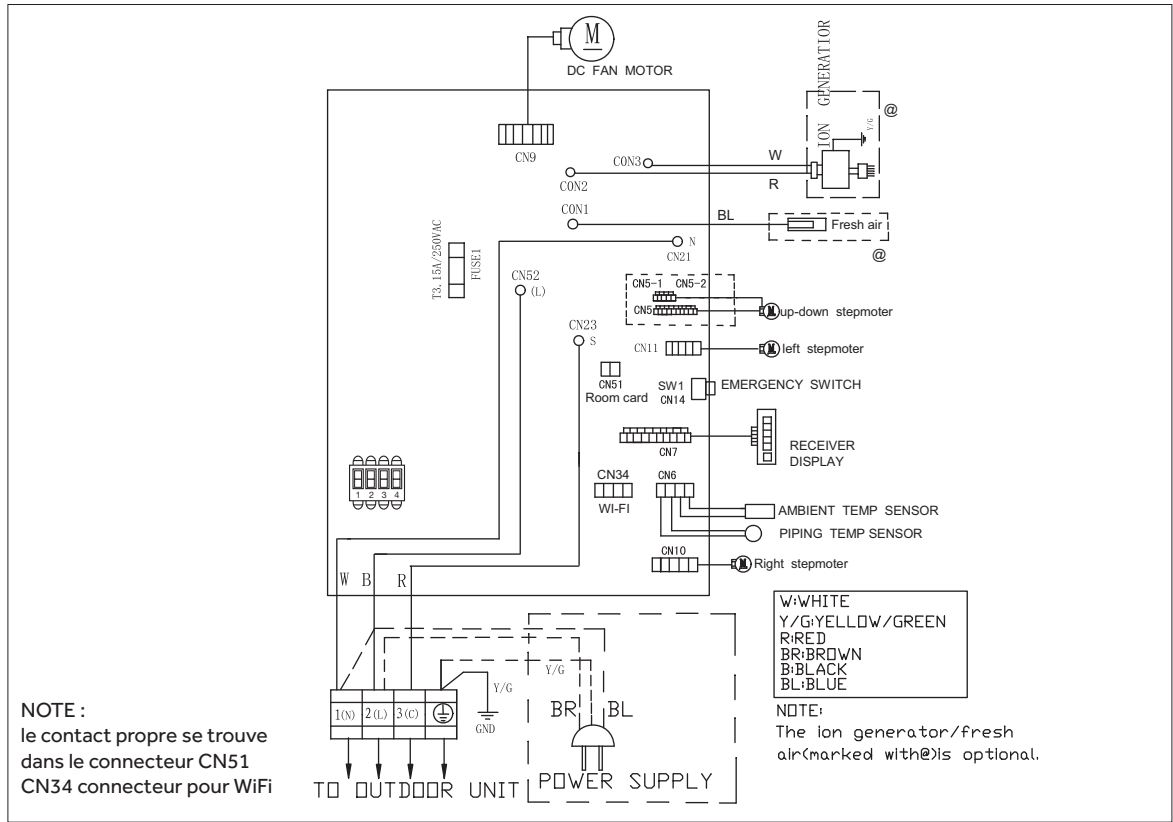 M
DC FAN MOTOR
ION GENERATIOR
@
Y/G
CN9
CON3
W
CON2
R
CON1
BL
Fresh air
@
N
CN21
T3.15A/250VAC
FUSE1
CN52
(L)
CN5-1 CN5-2
CN5
M up-down stepmoter
CN23
S
CN11
M left stepmoter
CN51
Room card
SW1
CN14
EMERGENCY SWITCH
CN7
RECEIVER
DISPLAY
CN34
WI-FI
CN6
AMBIENT TEMP SENSOR
PIPING TEMP SENSOR
1 2 3 4
CN10
M Right stepmoter
W B R
W:WHITE
Y/G:YELLOW/GREEN
R:RED
BR:BROWN
B:BLACK
BL:BLUE
NOTE:
The ion generator/fresh
air(marked with@)is optional.
Y/G
Y/G
GND
BR BL
1(N) 2(L) 3(C)
POWER SUPPLY
TO OUTDOOR UNIT
NOTE :
le contact propre se trouve
dans le connecteur CN51
CN34 connecteur pour WiFi